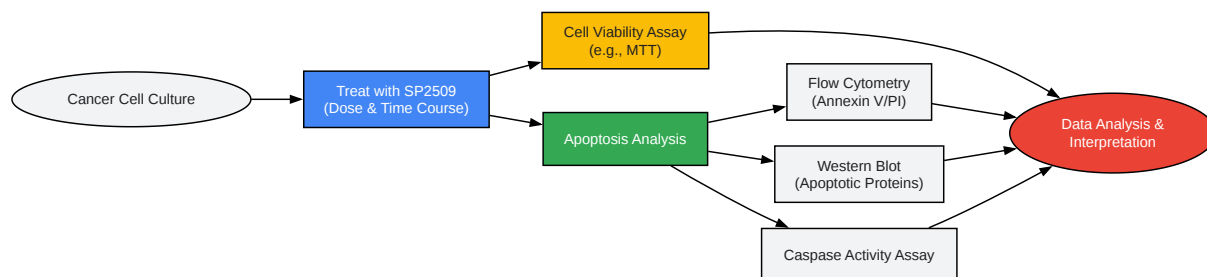 Cancer Cell Culture
Treat with SP2509
(Dose & Time Course)
Cell Viability Assay
(e.g., MTT)
Apoptosis Analysis
Flow Cytometry
(Annexin V/PI)
Western Blot
(Apoptotic Proteins)
Caspase Activity Assay
Data Analysis &
Interpretation